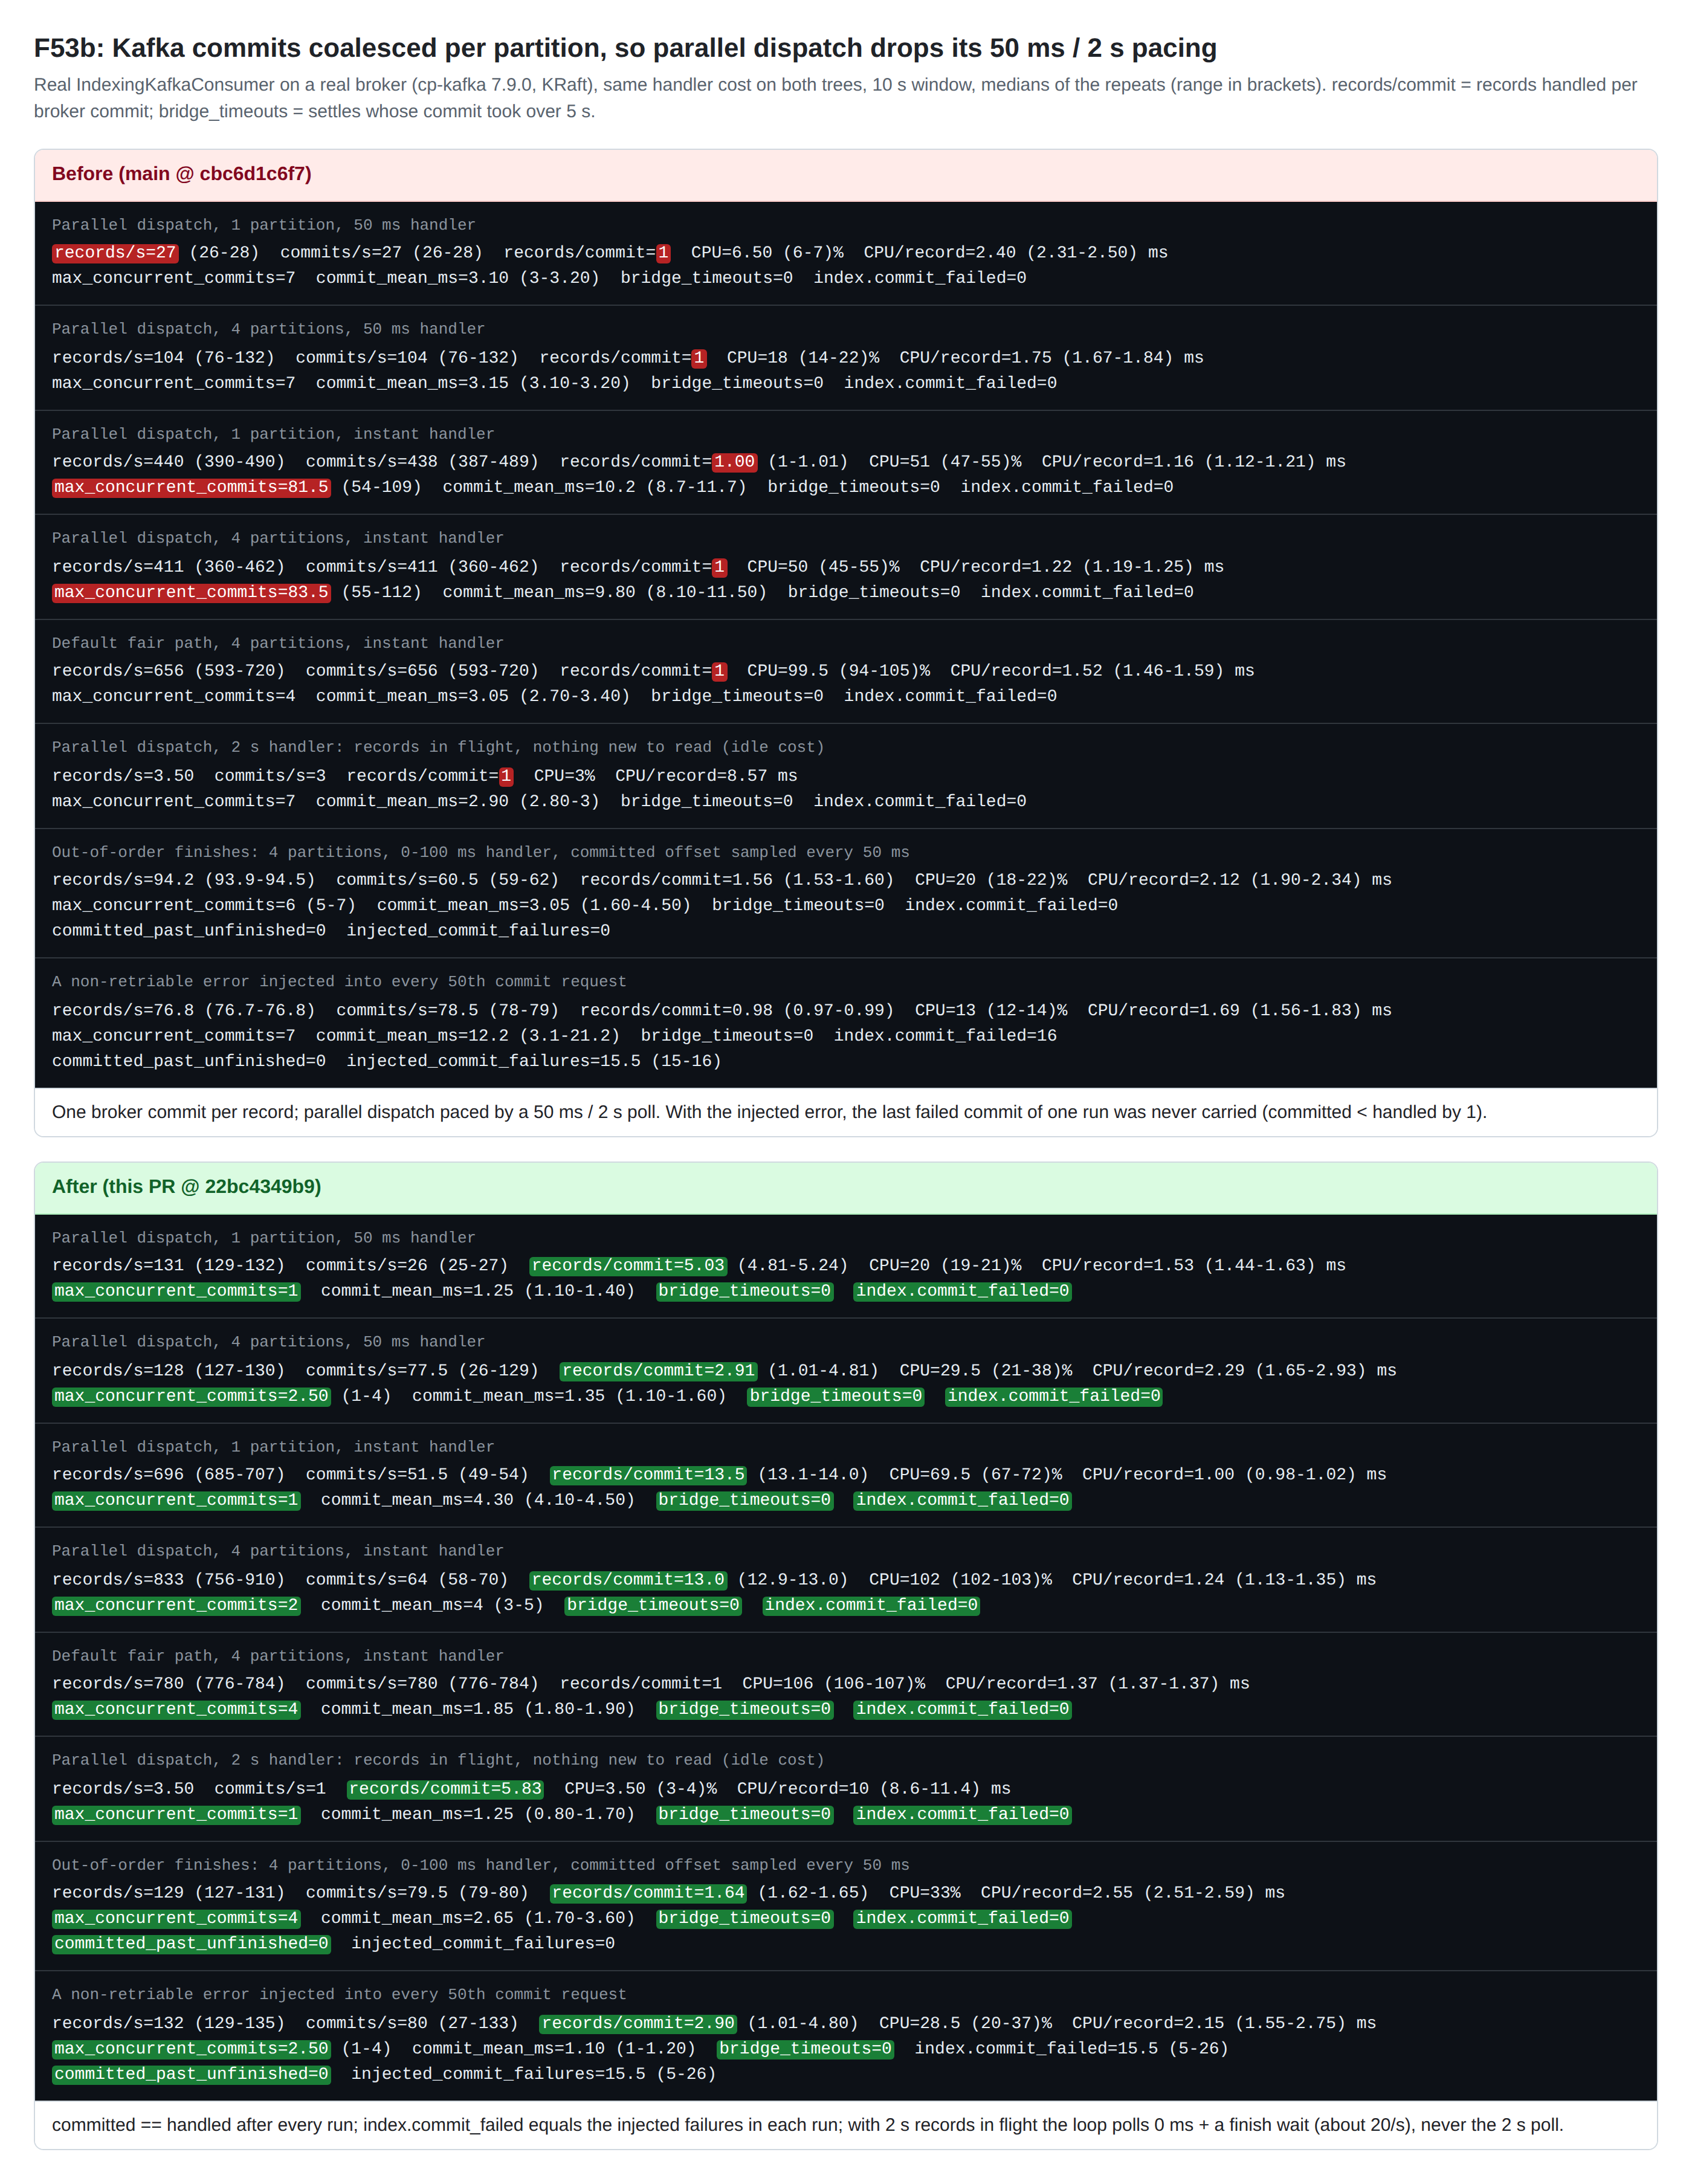 F53b: Kafka commits coalesced per partition, so parallel dispatch drops its 50 ms / 2 s pacing
Real IndexingKafkaConsumer on a real broker (cp-kafka 7.9.0, KRaft), same handler cost on both trees, 10 s window, medians of the repeats (range in brackets). records/commit = records handled per
broker commit; bridge_timeouts = settles whose commit took over 5 s.
Before (main @ cbc6d1c6f7)
Parallel dispatch, 1 partition, 50 ms handler
records/s=27 (26-28)  commits/s=27 (26-28)  records/commit=1  CPU=6.50 (6-7)%  CPU/record=2.40 (2.31-2.50) ms
max_concurrent_commits=7  commit_mean_ms=3.10 (3-3.20)  bridge_timeouts=0  index.commit_failed=0
Parallel dispatch, 4 partitions, 50 ms handler
records/s=104 (76-132)  commits/s=104 (76-132)  records/commit=1  CPU=18 (14-22)%  CPU/record=1.75 (1.67-1.84) ms
max_concurrent_commits=7  commit_mean_ms=3.15 (3.10-3.20)  bridge_timeouts=0  index.commit_failed=0
Parallel dispatch, 1 partition, instant handler
records/s=440 (390-490)  commits/s=438 (387-489)  records/commit=1.00 (1-1.01)  CPU=51 (47-55)%  CPU/record=1.16 (1.12-1.21) ms
max_concurrent_commits=81.5 (54-109)  commit_mean_ms=10.2 (8.7-11.7)  bridge_timeouts=0  index.commit_failed=0
Parallel dispatch, 4 partitions, instant handler
records/s=411 (360-462)  commits/s=411 (360-462)  records/commit=1  CPU=50 (45-55)%  CPU/record=1.22 (1.19-1.25) ms
max_concurrent_commits=83.5 (55-112)  commit_mean_ms=9.80 (8.10-11.50)  bridge_timeouts=0  index.commit_failed=0
Default fair path, 4 partitions, instant handler
records/s=656 (593-720)  commits/s=656 (593-720)  records/commit=1  CPU=99.5 (94-105)%  CPU/record=1.52 (1.46-1.59) ms
max_concurrent_commits=4  commit_mean_ms=3.05 (2.70-3.40)  bridge_timeouts=0  index.commit_failed=0
Parallel dispatch, 2 s handler: records in flight, nothing new to read (idle cost)
records/s=3.50  commits/s=3  records/commit=1  CPU=3%  CPU/record=8.57 ms
max_concurrent_commits=7  commit_mean_ms=2.90 (2.80-3)  bridge_timeouts=0  index.commit_failed=0
Out-of-order finishes: 4 partitions, 0-100 ms handler, committed offset sampled every 50 ms
records/s=94.2 (93.9-94.5)  commits/s=60.5 (59-62)  records/commit=1.56 (1.53-1.60)  CPU=20 (18-22)%  CPU/record=2.12 (1.90-2.34) ms
max_concurrent_commits=6 (5-7)  commit_mean_ms=3.05 (1.60-4.50)  bridge_timeouts=0  index.commit_failed=0
committed_past_unfinished=0  injected_commit_failures=0
A non-retriable error injected into every 50th commit request
records/s=76.8 (76.7-76.8)  commits/s=78.5 (78-79)  records/commit=0.98 (0.97-0.99)  CPU=13 (12-14)%  CPU/record=1.69 (1.56-1.83) ms
max_concurrent_commits=7  commit_mean_ms=12.2 (3.1-21.2)  bridge_timeouts=0  index.commit_failed=16
committed_past_unfinished=0  injected_commit_failures=15.5 (15-16)
One broker commit per record; parallel dispatch paced by a 50 ms / 2 s poll. With the injected error, the last failed commit of one run was never carried (committed < handled by 1).
After (this PR @ 22bc4349b9)
Parallel dispatch, 1 partition, 50 ms handler
records/s=131 (129-132)  commits/s=26 (25-27)  records/commit=5.03 (4.81-5.24)  CPU=20 (19-21)%  CPU/record=1.53 (1.44-1.63) ms
max_concurrent_commits=1  commit_mean_ms=1.25 (1.10-1.40)  bridge_timeouts=0  index.commit_failed=0
Parallel dispatch, 4 partitions, 50 ms handler
records/s=128 (127-130)  commits/s=77.5 (26-129)  records/commit=2.91 (1.01-4.81)  CPU=29.5 (21-38)%  CPU/record=2.29 (1.65-2.93) ms
max_concurrent_commits=2.50 (1-4)  commit_mean_ms=1.35 (1.10-1.60)  bridge_timeouts=0  index.commit_failed=0
Parallel dispatch, 1 partition, instant handler
records/s=696 (685-707)  commits/s=51.5 (49-54)  records/commit=13.5 (13.1-14.0)  CPU=69.5 (67-72)%  CPU/record=1.00 (0.98-1.02) ms
max_concurrent_commits=1  commit_mean_ms=4.30 (4.10-4.50)  bridge_timeouts=0  index.commit_failed=0
Parallel dispatch, 4 partitions, instant handler
records/s=833 (756-910)  commits/s=64 (58-70)  records/commit=13.0 (12.9-13.0)  CPU=102 (102-103)%  CPU/record=1.24 (1.13-1.35) ms
max_concurrent_commits=2  commit_mean_ms=4 (3-5)  bridge_timeouts=0  index.commit_failed=0
Default fair path, 4 partitions, instant handler
records/s=780 (776-784)  commits/s=780 (776-784)  records/commit=1  CPU=106 (106-107)%  CPU/record=1.37 (1.37-1.37) ms
max_concurrent_commits=4  commit_mean_ms=1.85 (1.80-1.90)  bridge_timeouts=0  index.commit_failed=0
Parallel dispatch, 2 s handler: records in flight, nothing new to read (idle cost)
records/s=3.50  commits/s=1  records/commit=5.83  CPU=3.50 (3-4)%  CPU/record=10 (8.6-11.4) ms
max_concurrent_commits=1  commit_mean_ms=1.25 (0.80-1.70)  bridge_timeouts=0  index.commit_failed=0
Out-of-order finishes: 4 partitions, 0-100 ms handler, committed offset sampled every 50 ms
records/s=129 (127-131)  commits/s=79.5 (79-80)  records/commit=1.64 (1.62-1.65)  CPU=33%  CPU/record=2.55 (2.51-2.59) ms
max_concurrent_commits=4  commit_mean_ms=2.65 (1.70-3.60)  bridge_timeouts=0  index.commit_failed=0
committed_past_unfinished=0  injected_commit_failures=0
A non-retriable error injected into every 50th commit request
records/s=132 (129-135)  commits/s=80 (27-133)  records/commit=2.90 (1.01-4.80)  CPU=28.5 (20-37)%  CPU/record=2.15 (1.55-2.75) ms
max_concurrent_commits=2.50 (1-4)  commit_mean_ms=1.10 (1-1.20)  bridge_timeouts=0  index.commit_failed=15.5 (5-26)
committed_past_unfinished=0  injected_commit_failures=15.5 (5-26)
committed == handled after every run; index.commit_failed equals the injected failures in each run; with 2 s records in flight the loop polls 0 ms + a finish wait (about 20/s), never the 2 s poll.